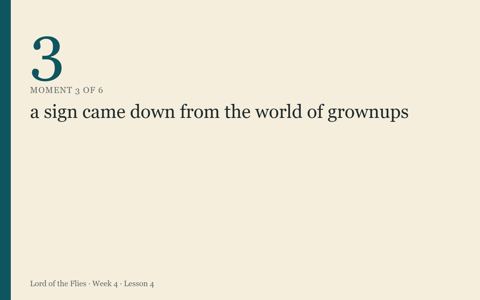 3
MOMENT 3 OF 6
a sign came down from the world of grownups
Lord of the Flies · Week 4 · Lesson 4